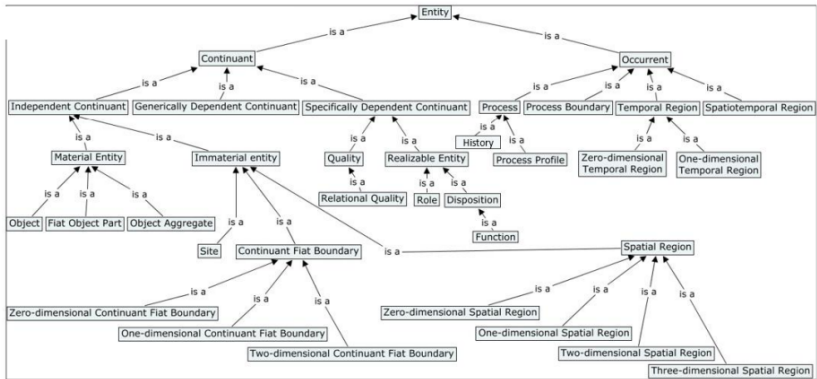 Entity
is a
is a
Continuant
Occurrent
is a
is a
is a
is a
is a
is a
is a
Independent Continuant
Generically Dependent Continuant
Specifically Dependent Continuant
Process
Process Boundary
Temporal Region
Spatiotemporal Region
is a
is a
is a
is a
is a
is a
is a
is a
History
Material Entity
Immaterial entity
Quality
Realizable Entity
Process Profile
Zero-dimensional
Temporal Region
One-dimensional
Temporal Region
is a
is a
is a
is a
is a
is a
Relational Quality
Role
Disposition
Object
Fiat Object Part
Object Aggregate
is a
is a
is a
Function
Site
Continuant Fiat Boundary
is a
Spatial Region
is a
is a
is a
is a
is a
is a
is a
Zero-dimensional Continuant Fiat Boundary
Zero-dimensional Spatial Region
One-dimensional Continuant Fiat Boundary
One-dimensional Spatial Region
Two-dimensional Continuant Fiat Boundary
Two-dimensional Spatial Region
Three-dimensional Spatial Region